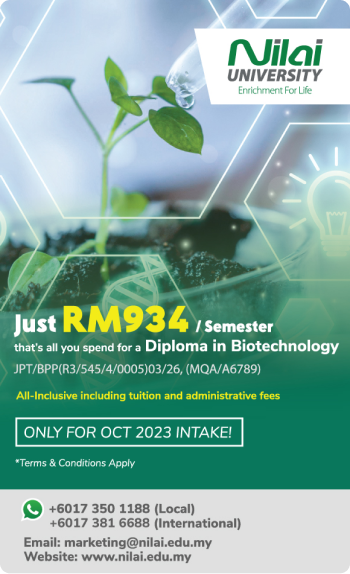 Nilai
UNIVERSITY
Enrichment For Life
Just RM934 / Semester
that's all you spend for a Diploma in Biotechnology
JPT/BPP(R3/545/4/0005)03/26, (MQA/A6789)
All-Inclusive including tuition and administrative fees
ONLY FOR OCT 2023 INTAKE!
*Terms & Conditions Apply
+6017 350 1188 (Local)
+6017 381 6688 (International)
Email: marketing@nilai.edu.my
Website: www.nilai.edu.my